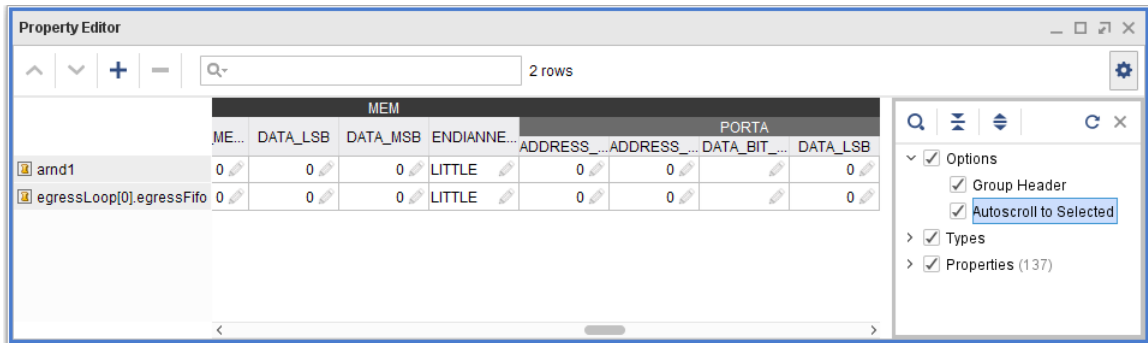 Property Editor
2 rows
MEM
PORTA
ME... DATA_LSB DATA_MSB ENDIANNE... ADDRESS_... ADDRESS_... DATA_BIT_... DATA_LSB
arnd1 0 0 0 LITTLE 0 0 0
egressLoop[0].egressFifo 0 0 0 LITTLE 0 0 0
Options
Group Header
Autoscroll to Selected
Types
Properties (137)